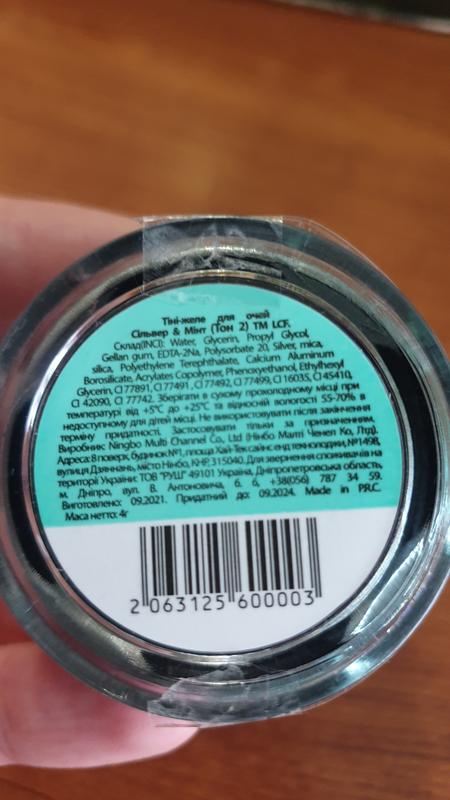 Тіні-желе для очей
Сільвер & Мінт (Тон 2) ТМ LCF.
Склад(INCI): Water, Glycerin, Propyl Glycol,
Gellan gum, EDTA-2Na, Polysorbate 20, Silver, mica,
silica, Polyethylene Terephthalate, Calcium Aluminum
Borosilicate, Acrylates Copolymer, Phenoxyethanol, Ethylhexyl
Glycerin, CI 77891, CI 77491, CI 77492, CI 77499, CI 16035, CI 45410,
CI 42090, CI 77742. Зберігати в сухому прохолодному місці при
температурі від +5°С до +25°С та відносній вологості 55-70% в
недоступному для дітей місці. Не використовувати після закінчення
терміну придатності. Застосовувати тільки за призначенням.
Виробник: Ningbo Multi Channel Co., Ltd (Нінбо Малті Ченел Ко, Лтд).
Адреса: 8 поверх, будинок №1, площа Хай-Тек сайнс енд текнолоджи, №1498,
вулиця Дзяннань, місто Нінбо, КНР, 315040. Для звернення споживачів на
території України: ТОВ "РУШ" 49101 Україна, Дніпропетровська область,
м. Дніпро, вул. В. Антоновича, б. 6, +38(056) 787 34 59.
Виготовлено: 09.2021. Придатний до: 09.2024. Made in P.R.C.
Маса нетто: 4г
2 063125 600003